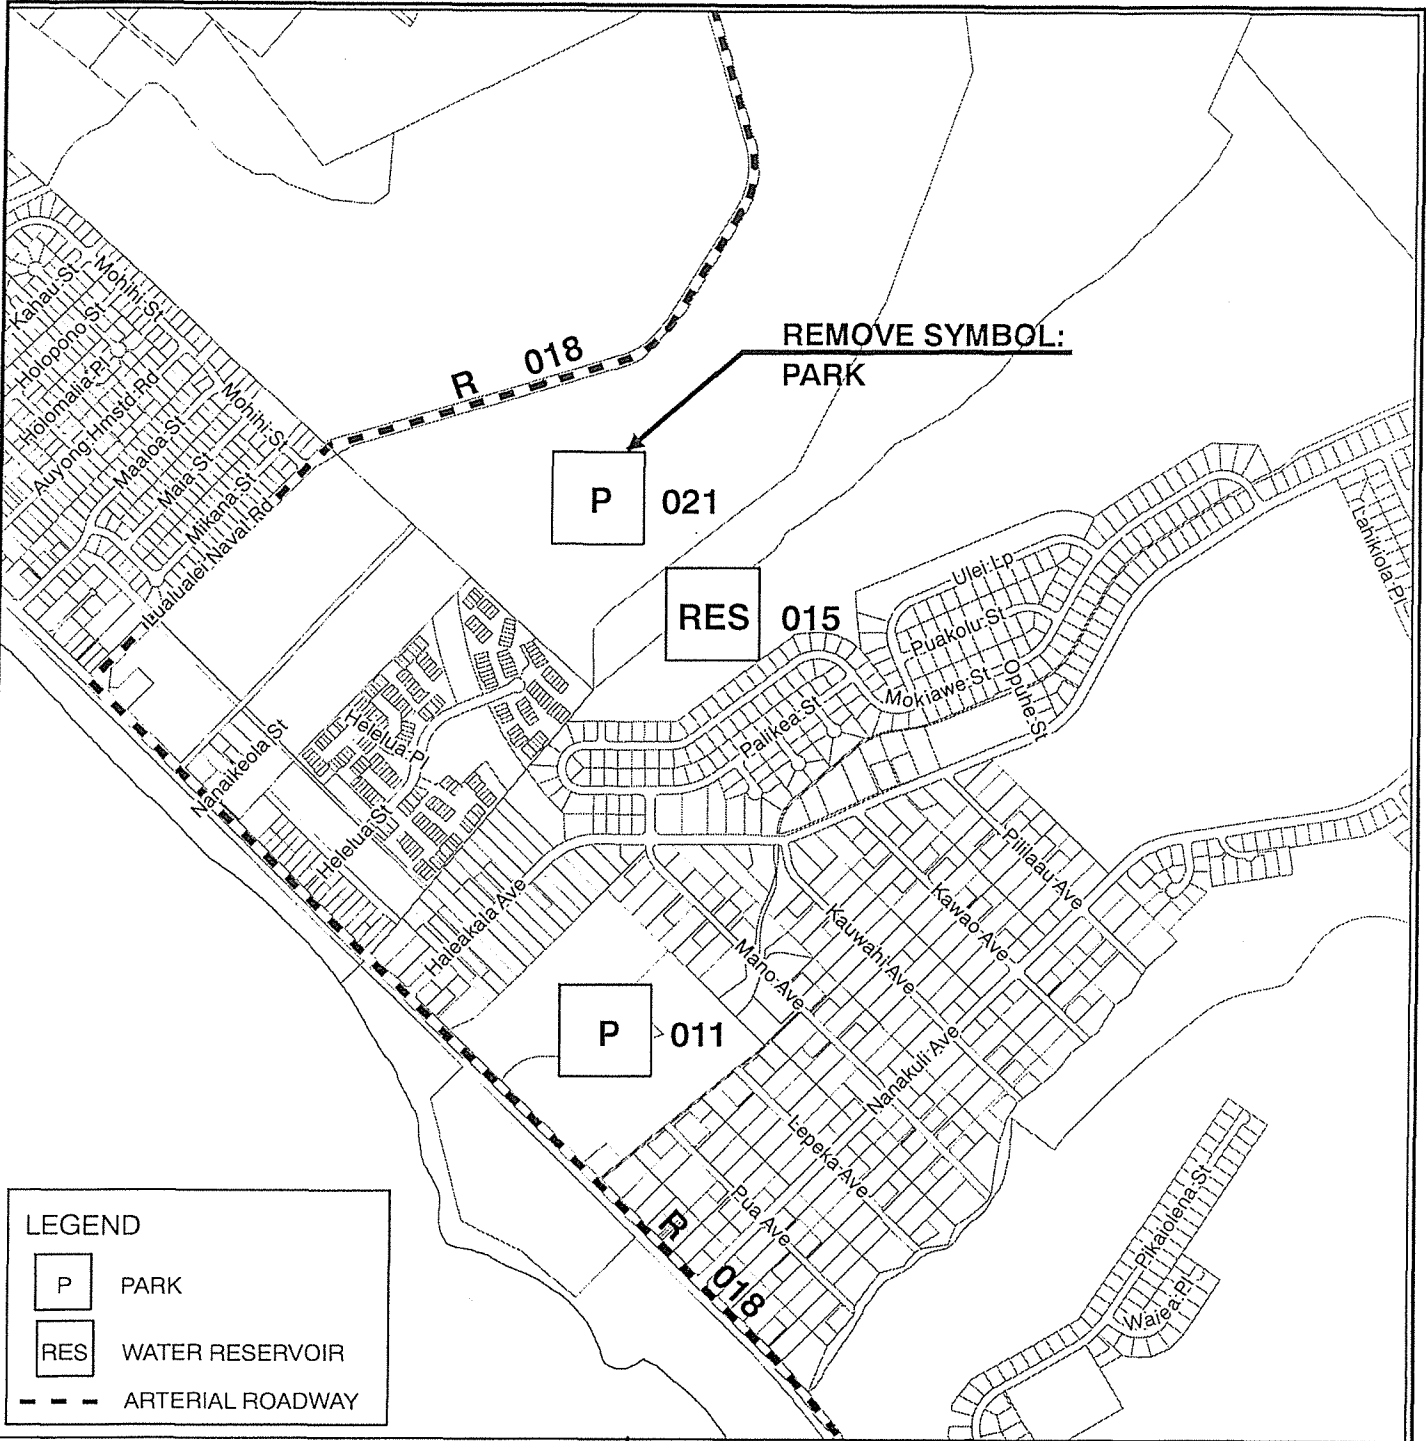 REMOVE SYMBOL:
PARK
R 018
P 021
RES 015
P 011
R 018
Mohihi St
Kahau St
Holopono St
Holomalia Pl
Auyong Hmstd Rd
Mohihi St
Maaloa St
Maia St
Mikana St
Lualualei Naval Rd
Nanaikeola St
Helelua Pl
Helelua St
Haleakala Ave
Ulei Lp
Puakolu St
Mokiawe St
Opuhe St
Palikea St
Lahikiola Pl
Pililaau Ave
Kawao Ave
Kauwahi Ave
Mano Ave
Nanakuli Ave
Lepeka Ave
Pua Ave
Pikaiolena St
Waiea Pl
LEGEND
P PARK
RES WATER RESERVOIR
ARTERIAL ROADWAY